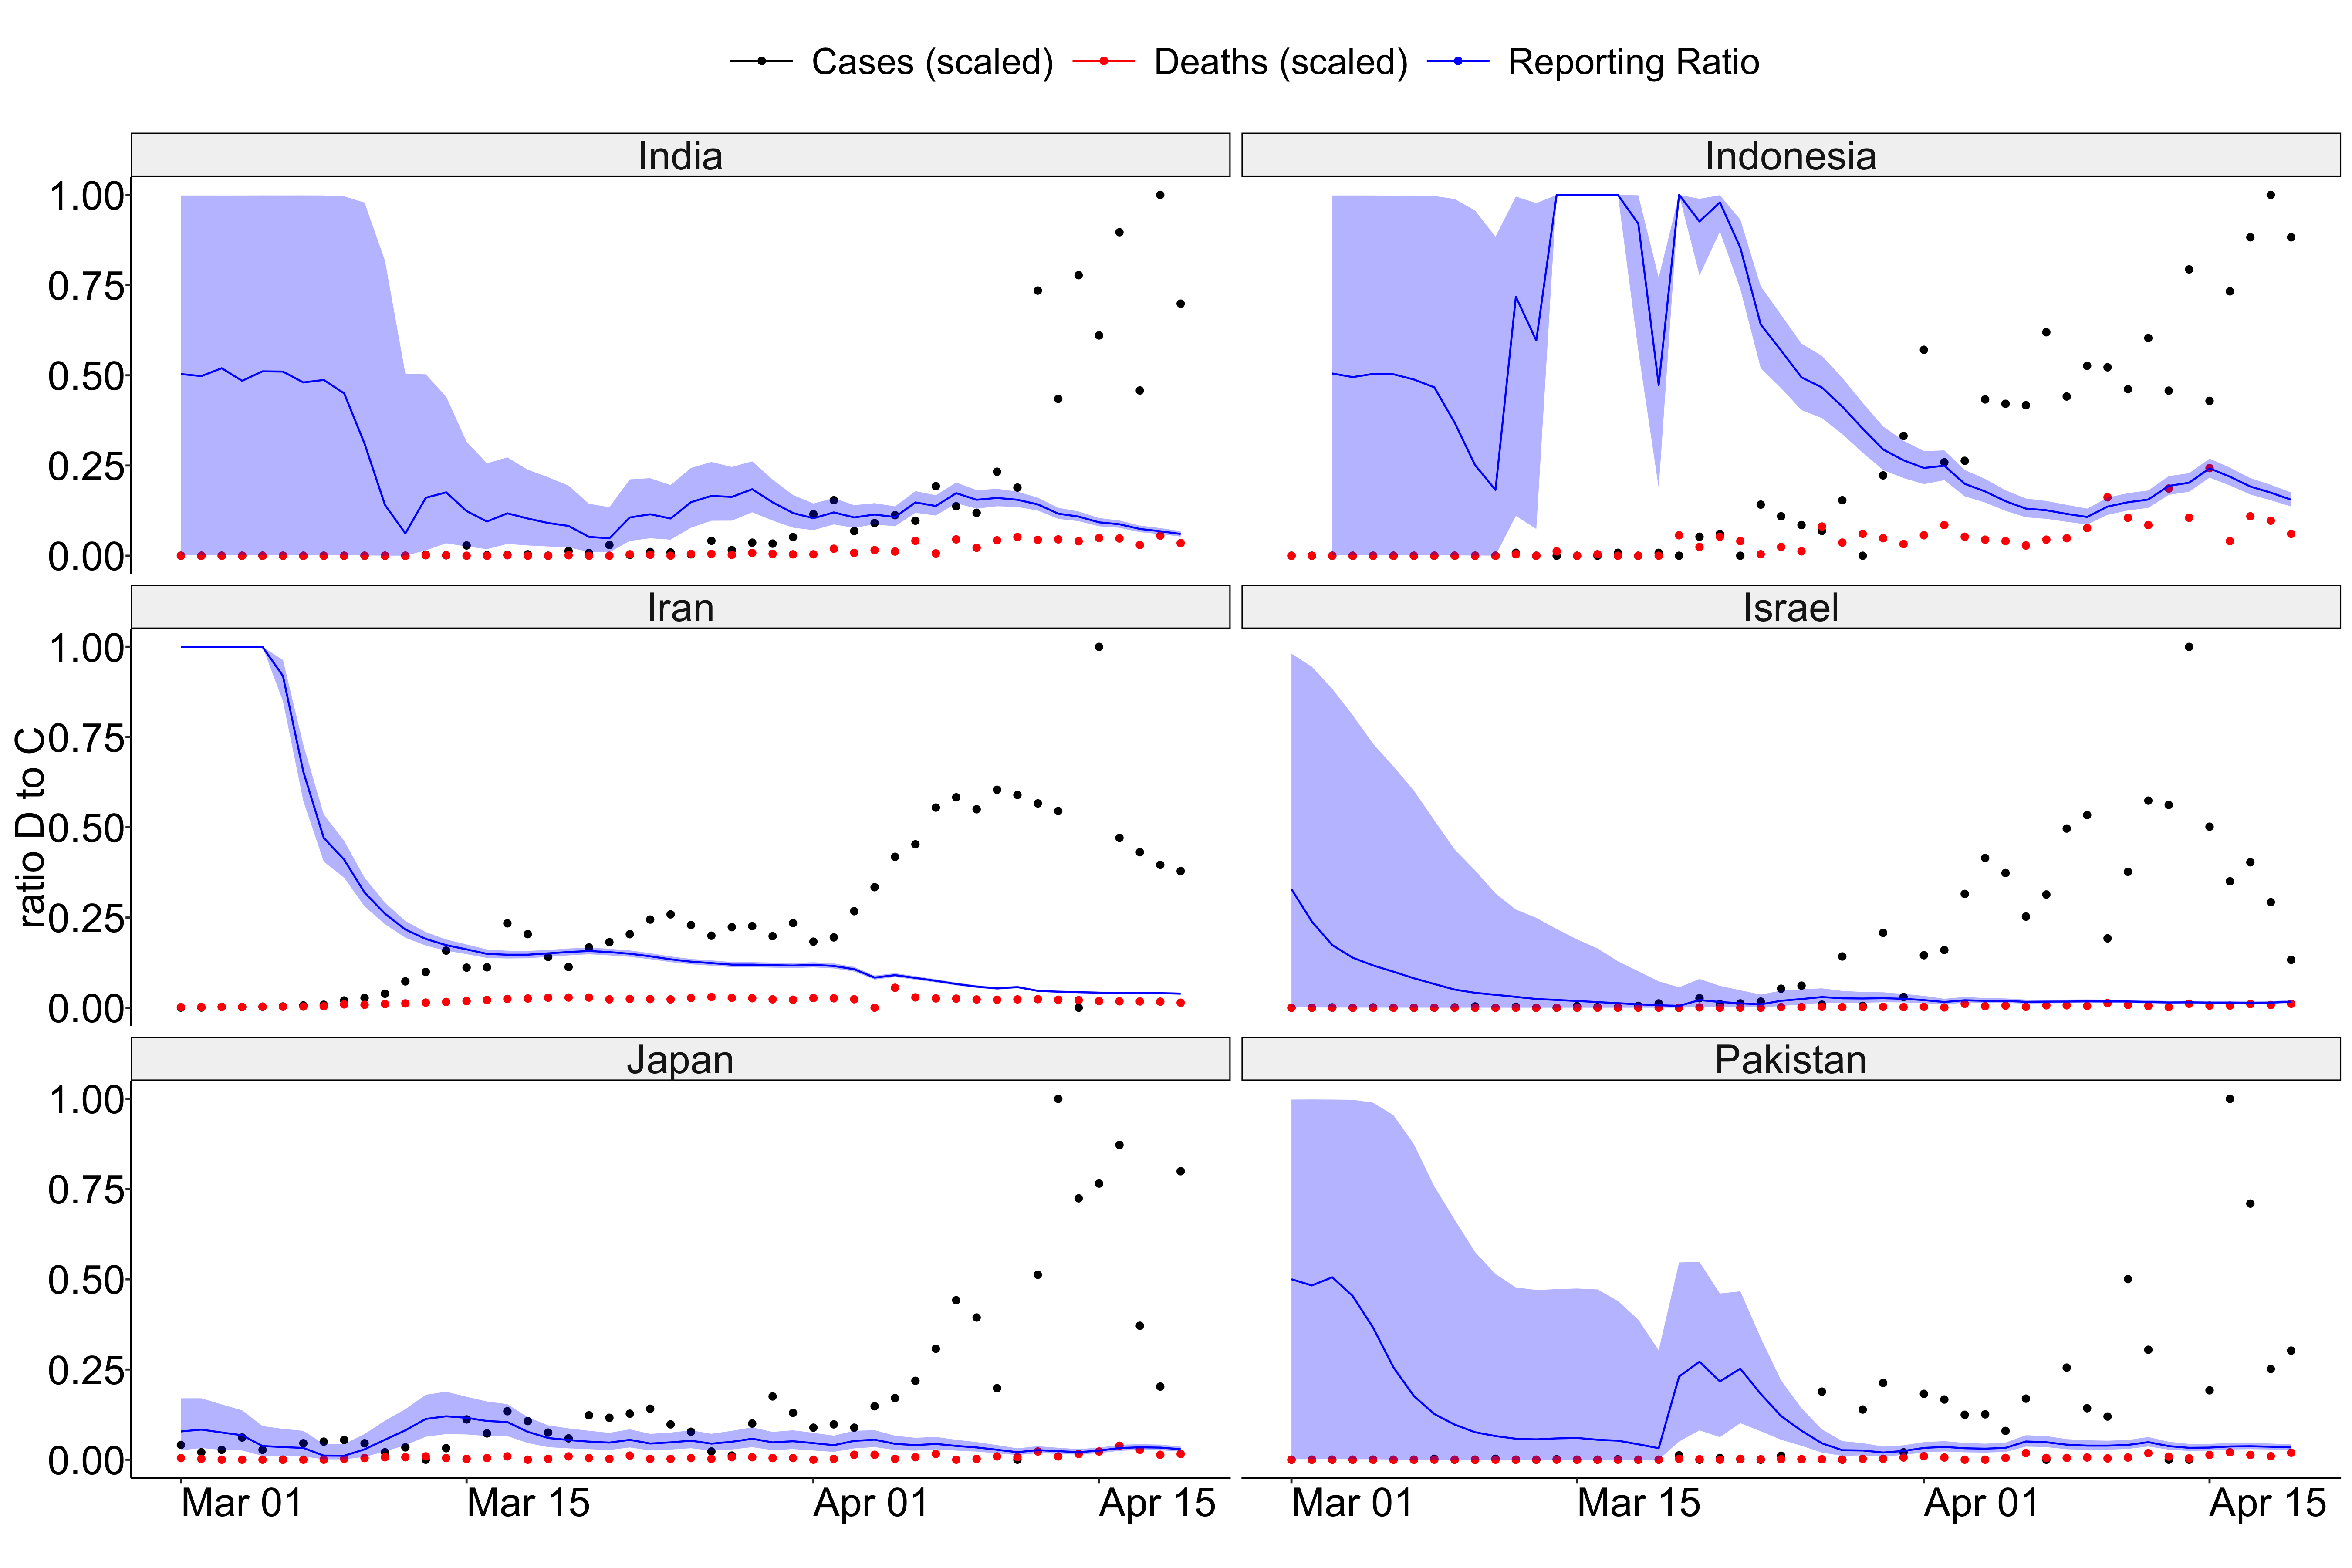 Cases (scaled) Deaths (scaled) Reporting Ratio
India Indonesia
1.00
0.75
0.50
0.25
0.00
Iran Israel
1.00
0.75
0.50
0.25
0.00
ratio D to C
Japan Pakistan
1.00
0.75
0.50
0.25
0.00
Mar 01 Mar 15 Apr 01 Apr 15 Mar 01 Mar 15 Apr 01 Apr 15